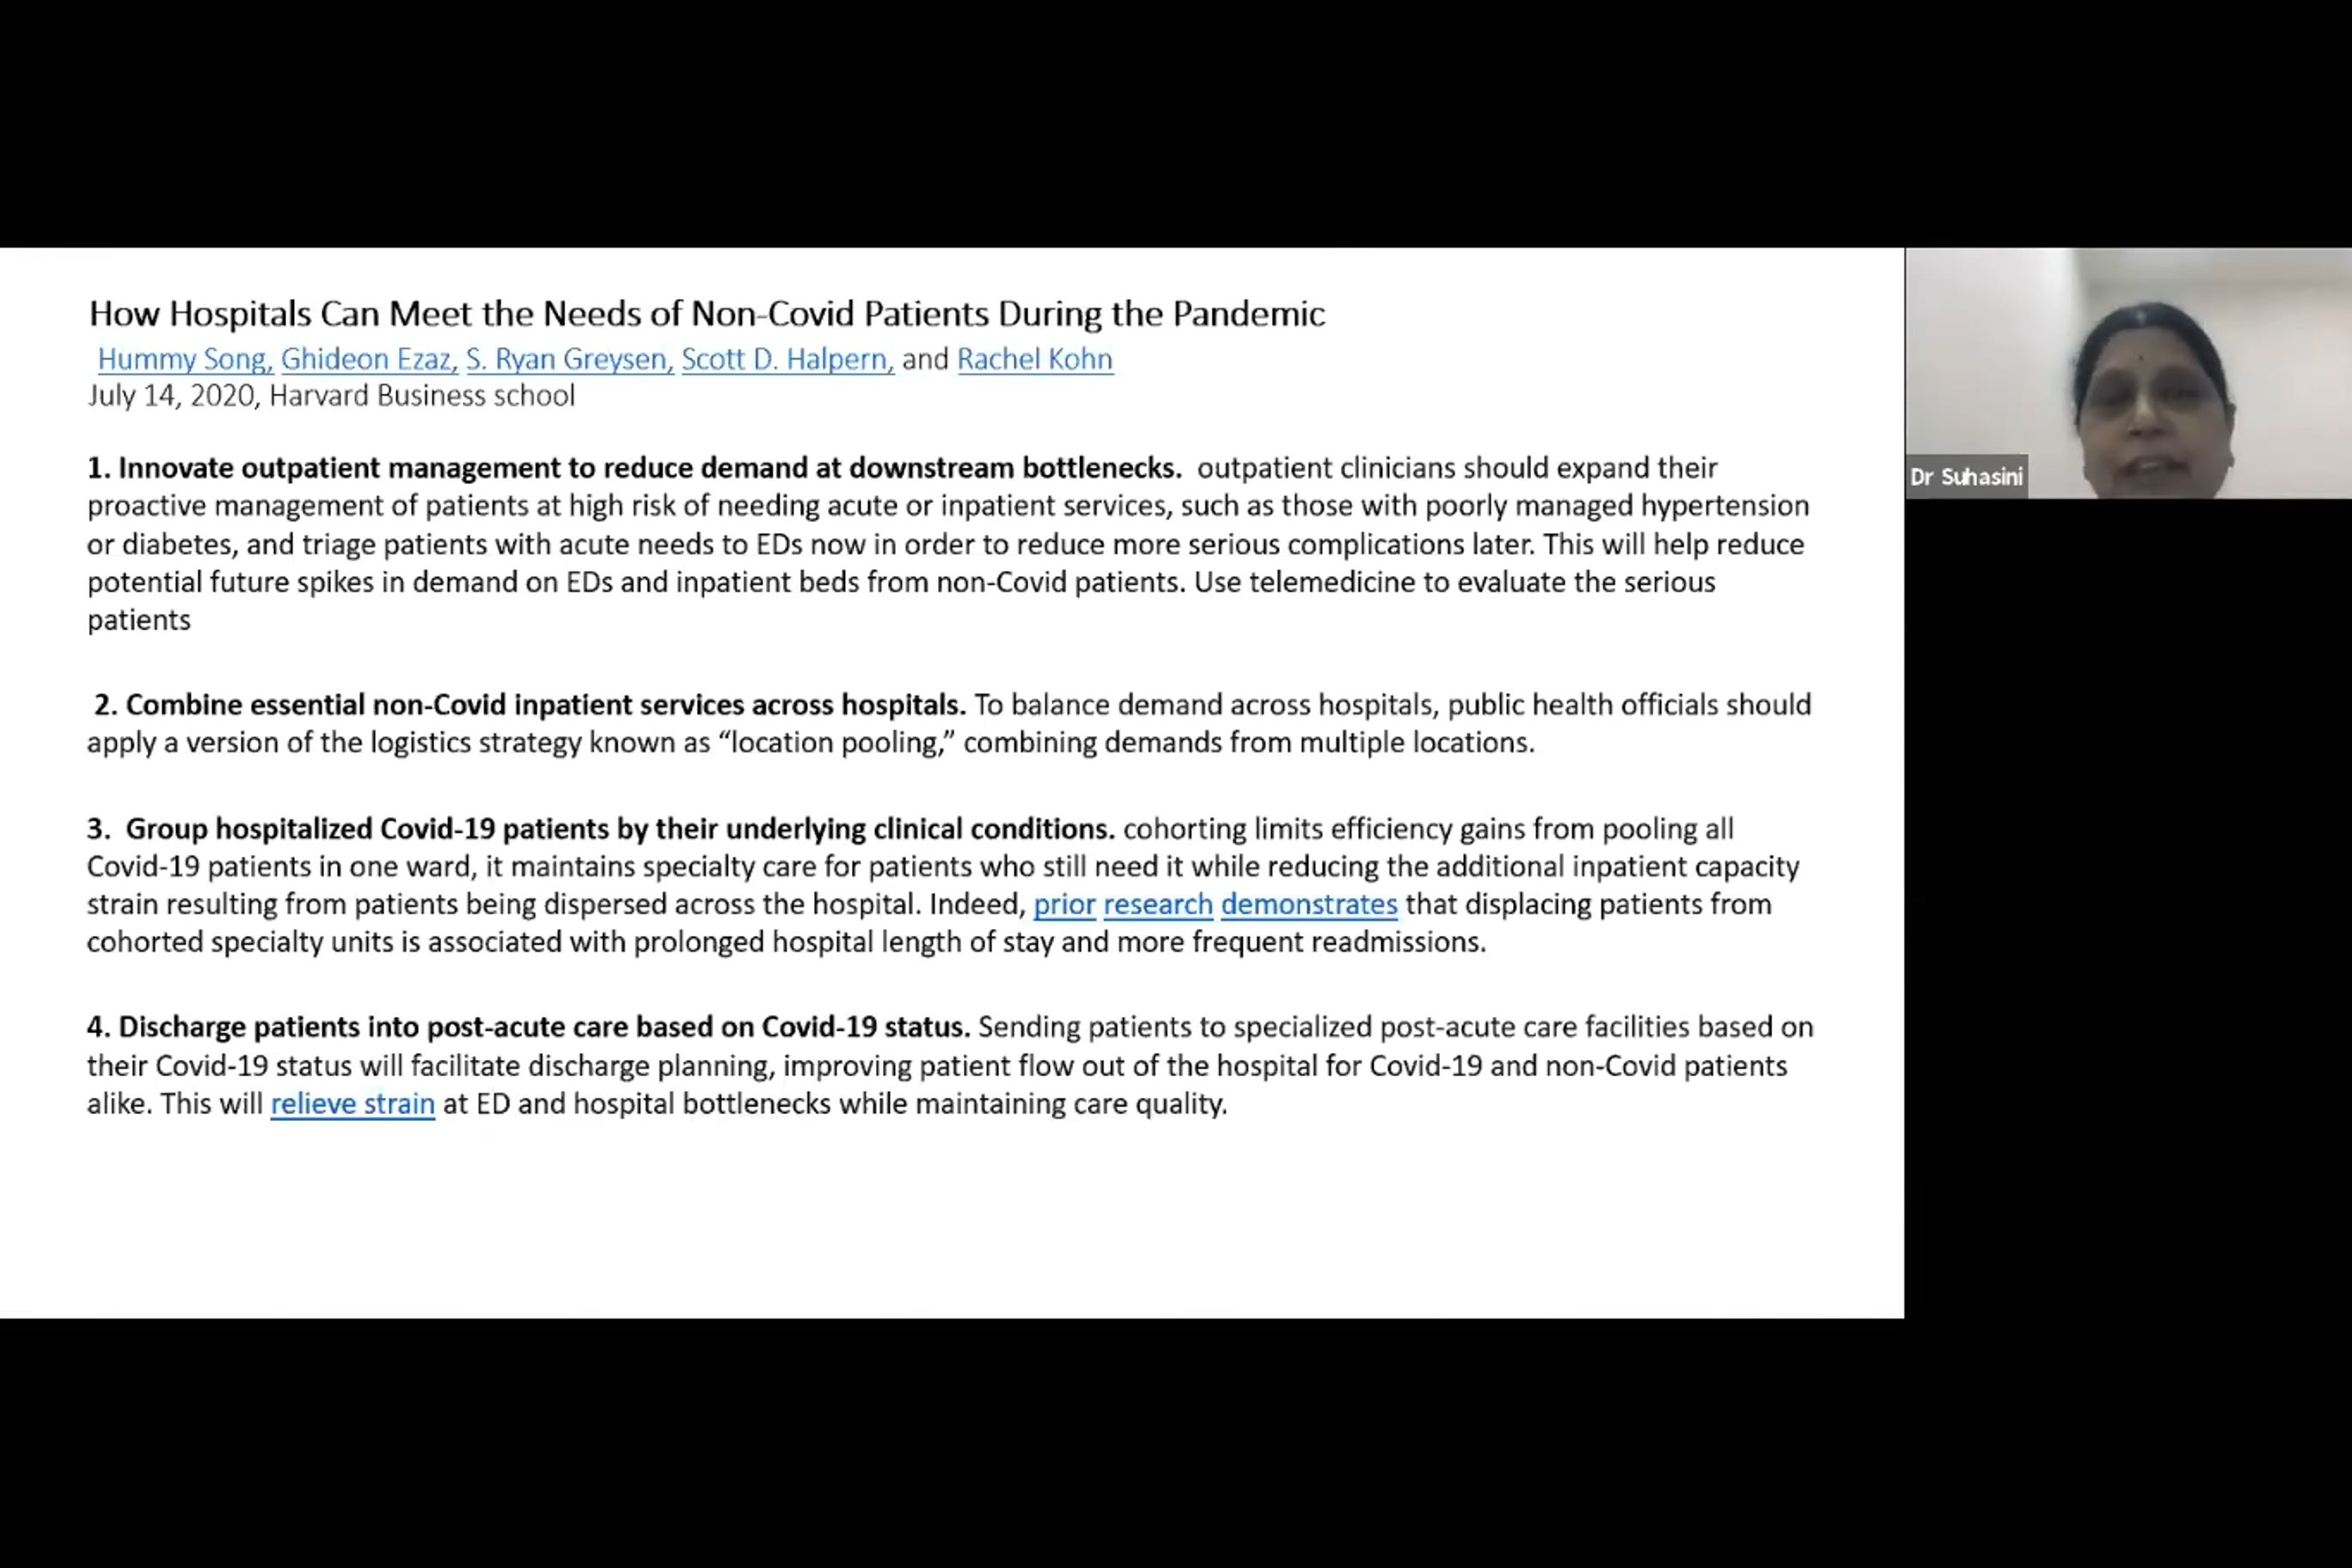 How Hospitals Can Meet the Needs of Non-Covid Patients During the Pandemic
Hummy Song, Ghideon Ezaz, S. Ryan Greysen, Scott D. Halpern, and Rachel Kohn
July 14, 2020, Harvard Business school
1. Innovate outpatient management to reduce demand at downstream bottlenecks. outpatient clinicians should expand their
proactive management of patients at high risk of needing acute or inpatient services, such as those with poorly managed hypertension
or diabetes, and triage patients with acute needs to EDs now in order to reduce more serious complications later. This will help reduce
potential future spikes in demand on EDs and inpatient beds from non-Covid patients. Use telemedicine to evaluate the serious
patients
2. Combine essential non-Covid inpatient services across hospitals. To balance demand across hospitals, public health officials should
apply a version of the logistics strategy known as “location pooling,” combining demands from multiple locations.
3. Group hospitalized Covid-19 patients by their underlying clinical conditions. cohorting limits efficiency gains from pooling all
Covid-19 patients in one ward, it maintains specialty care for patients who still need it while reducing the additional inpatient capacity
strain resulting from patients being dispersed across the hospital. Indeed, prior research demonstrates that displacing patients from
cohorted specialty units is associated with prolonged hospital length of stay and more frequent readmissions.
4. Discharge patients into post-acute care based on Covid-19 status. Sending patients to specialized post-acute care facilities based on
their Covid-19 status will facilitate discharge planning, improving patient flow out of the hospital for Covid-19 and non-Covid patients
alike. This will relieve strain at ED and hospital bottlenecks while maintaining care quality.
Dr Suhasini